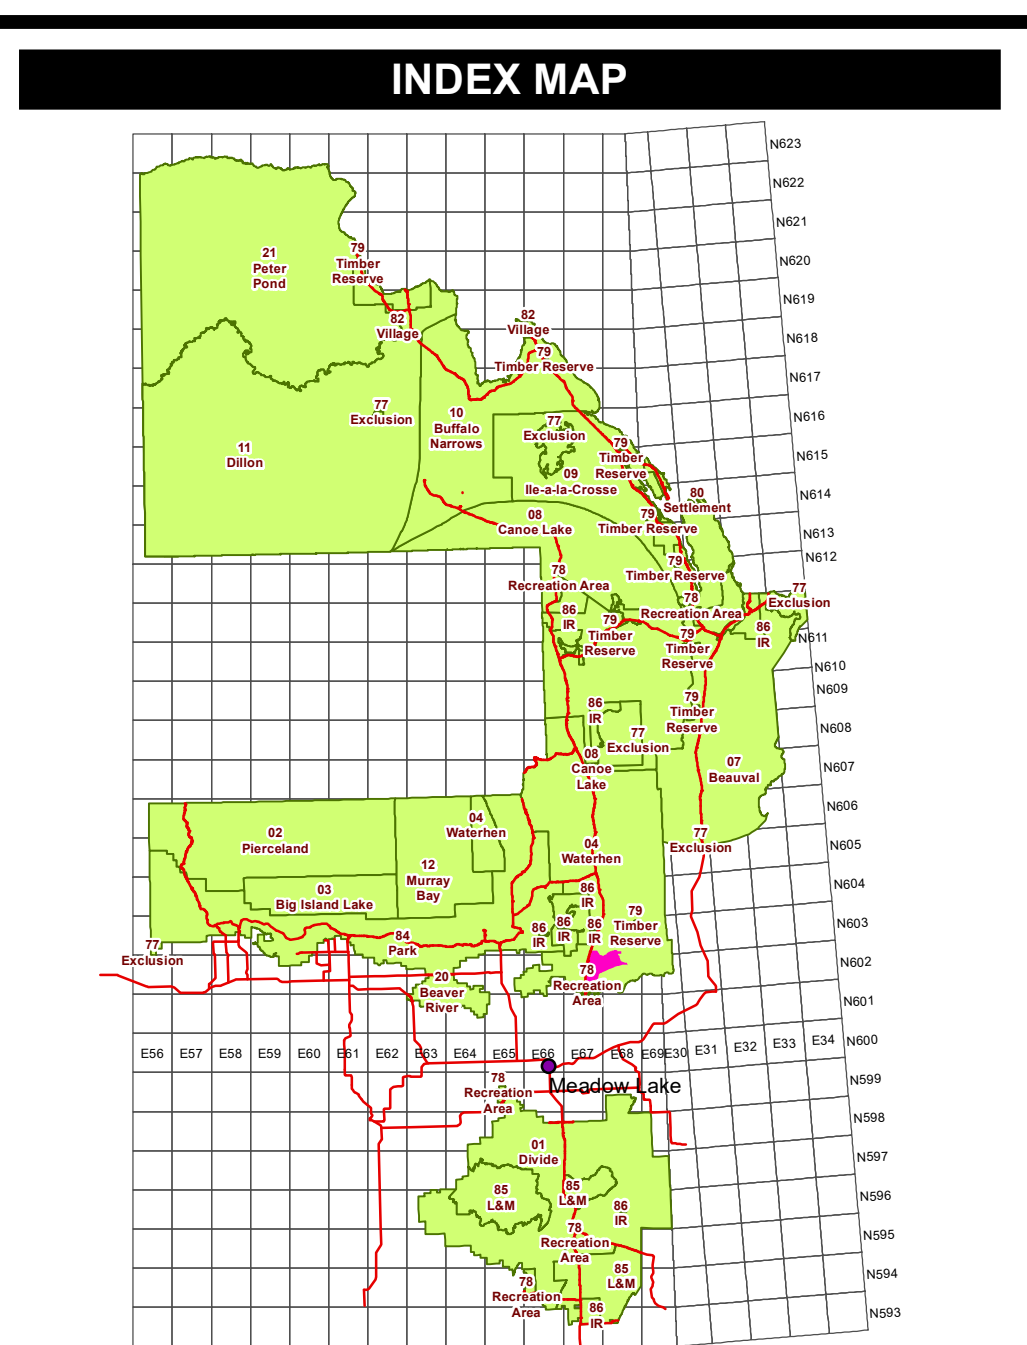 INDEX MAP
N623
N622
N621
N620
N619
N618
N617
N616
N615
N614
N613
N612
N611
N610
N609
N608
N607
N606
N605
N604
N603
N602
N601
N600
N599
N598
N597
N596
N595
N594
N593
21
Peter
Pond
79
Timber
Reserve
82
Village
82
Village
79
Timber Reserve
77
Exclusion
10
Buffalo
Narrows
77
Exclusion
11
Dillon
79
Timber
Reserve
09
Ile-a-la-Crosse
80
Settlement
08
Canoe Lake
79
Timber Reserve
79
Timber Reserve
78
Recreation Area
78
Recreation Area
77
Exclusion
86
IR
79
Timber
Reserve
79
Timber
Reserve
86
IR
86
IR
79
Timber
Reserve
77
Exclusion
08
Canoe
Lake
07
Beauval
02
Pierceland
04
Waterhen
77
Exclusion
04
Waterhen
12
Murray
Bay
03
Big Island Lake
86
IR
86
IR
86
IR
86
IR
79
Timber
Reserve
84
Park
77
Exclusion
78
Recreation
Area
20
Beaver
River
E56 E57 E58 E59 E60 E61 E62 E63 E64 E65 E66 E67 E68 E69 E30 E31 E32 E33 E34
Meadow Lake
78
Recreation
Area
01
Divide
85
L&M
85
L&M
86
IR
78
Recreation
Area
85
L&M
78
Recreation
Area
86
IR